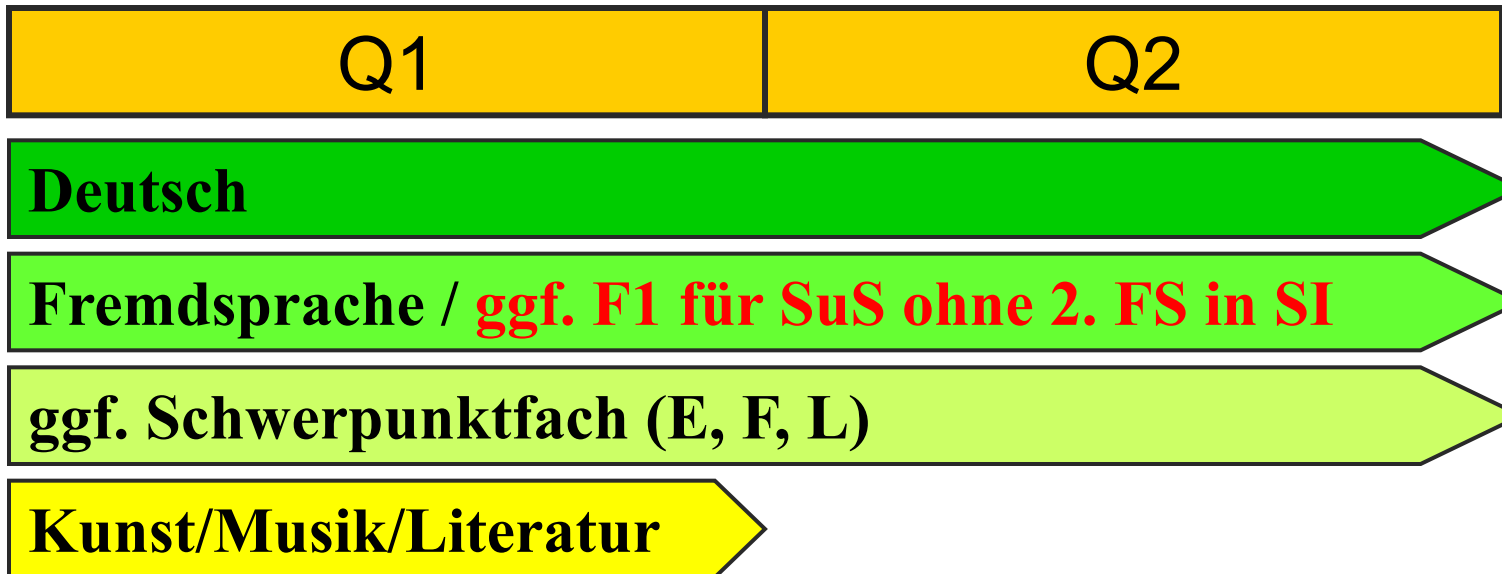 Q1 Q2
Deutsch
Fremdsprache / ggf. F1 für SuS ohne 2. FS in SI
ggf. Schwerpunktfach (E, F, L)
Kunst/Musik/Literatur